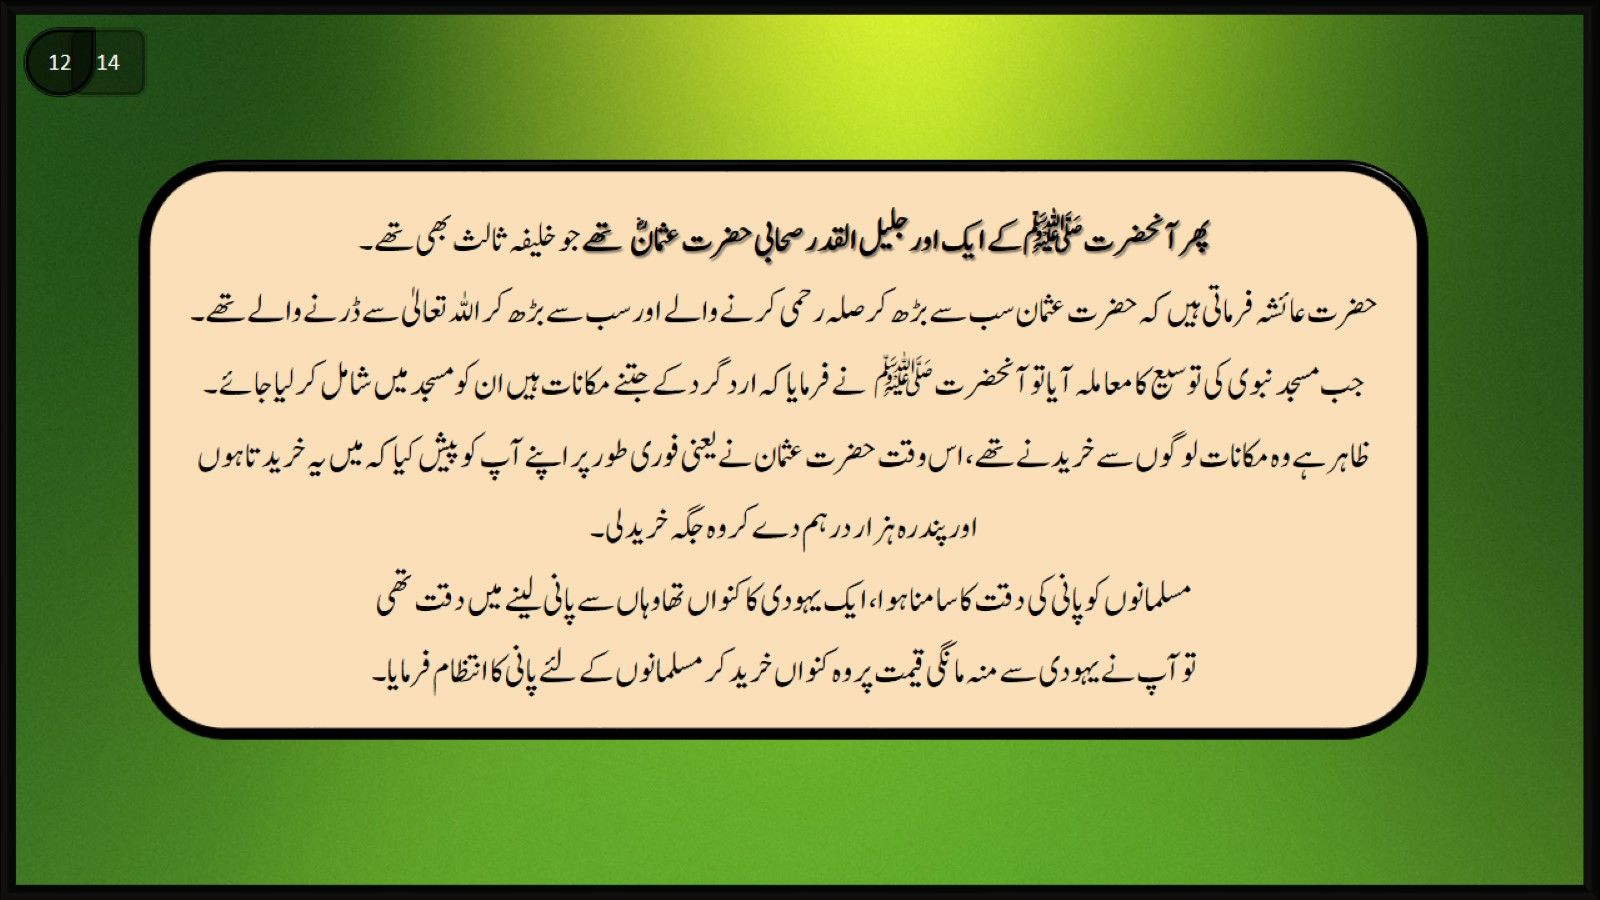 12 14
پھر آنحضرت ﷺ کے ایک اور جلیل القدر صحابی حضرت عثمانؓ تھے جو خلیفہ ثالث بھی تھے۔
حضرت عائشہ فرماتی ہیں کہ حضرت عثمان سب سے بڑھ کر صلہ رحمی کرنے والے اور سب سے بڑھ کر اللہ تعالیٰ سے ڈرنے والے تھے۔
جب مسجد نبوی کی توسیع کا معاملہ آیا تو آنحضرت ﷺ نے فرمایا کہ ارد گرد کے جتنے مکانات ہیں ان کو مسجد میں شامل کر لیا جائے۔
ظاہر ہے وہ مکانات لوگوں سے خریدنے تھے، اس وقت حضرت عثمان نے یعنی فوری طور پر اپنے آپ کو پیش کیا کہ میں یہ خریدتا ہوں
اور پندرہ ہزار درہم دے کر وہ جگہ خرید لی۔
مسلمانوں کو پانی کی دقت کا سامنا ہوا، ایک یہودی کا کنواں تھا وہاں سے پانی لینے میں دقت تھی
تو آپ نے یہودی سے منہ مانگی قیمت پر وہ کنواں خرید کر مسلمانوں کے لئے پانی کا انتظام فرمایا۔